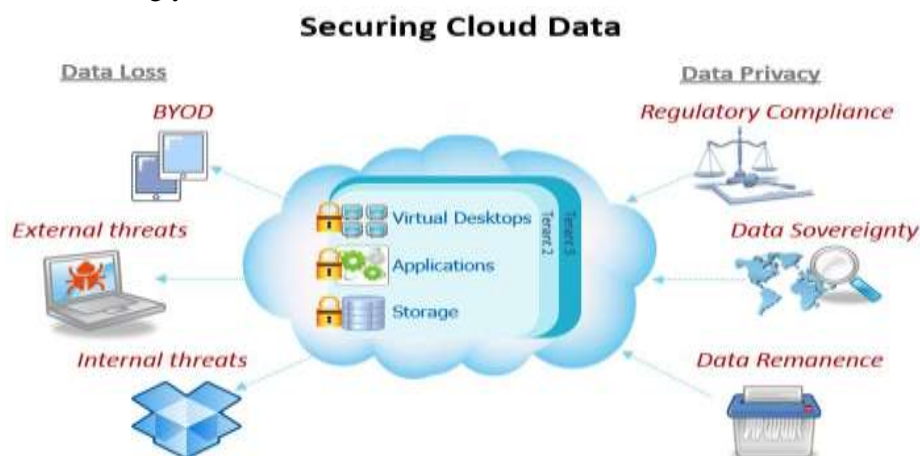 Securing Cloud Data
Data Loss
Data Privacy
BYOD
Regulatory Compliance
External threats
Data Sovereignty
Internal threats
Data Remanence
Virtual Desktops
Applications
Storage
Tenant 2
Tenant 3